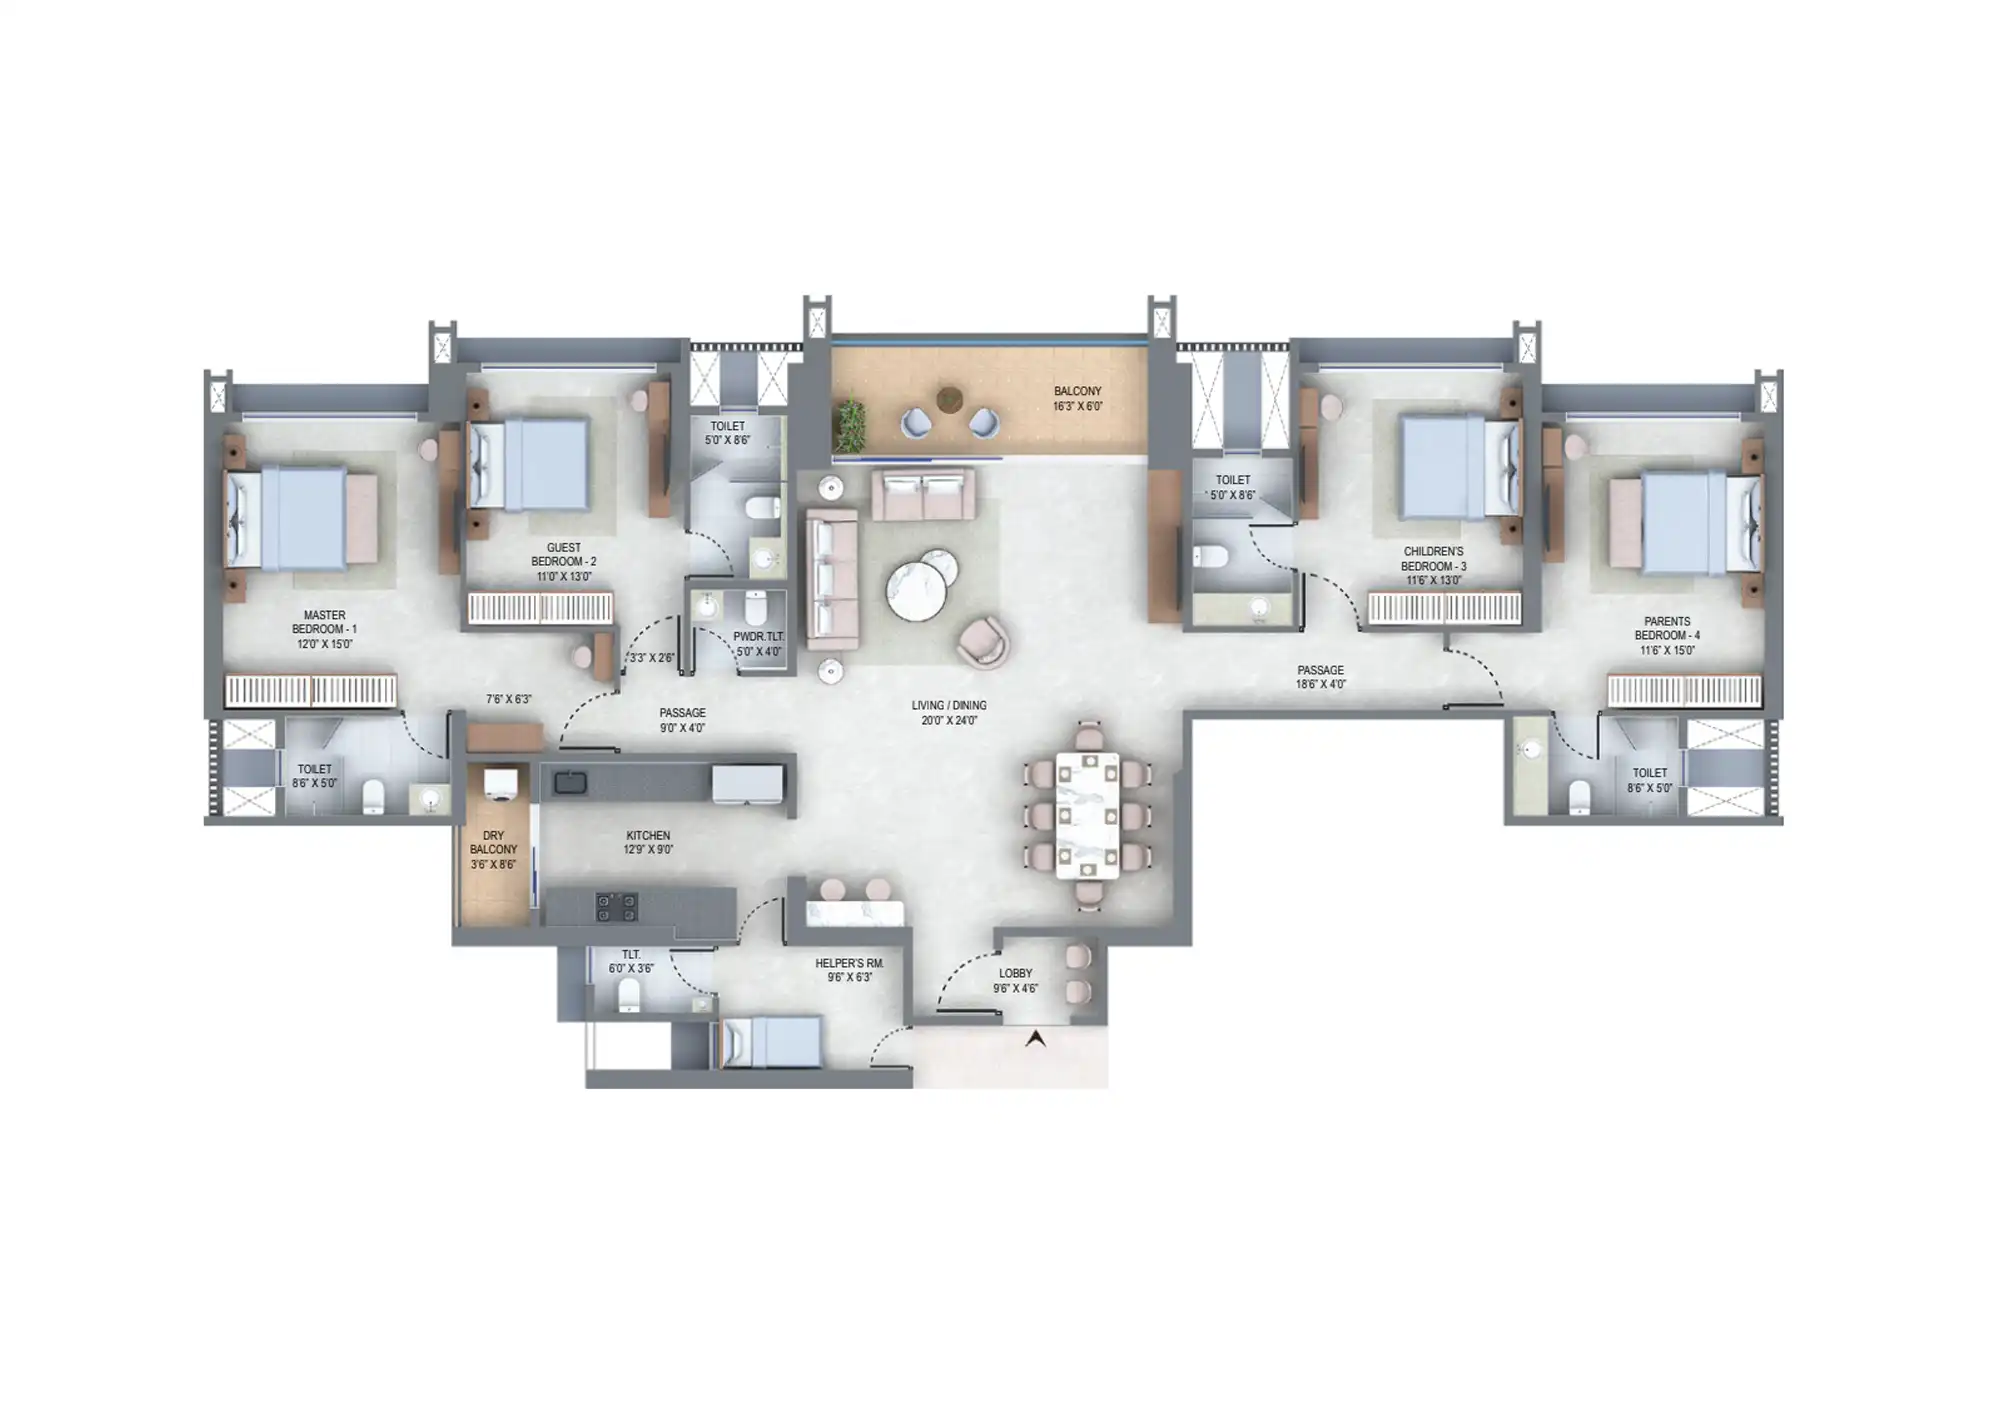 BALCONY
16'3" X 6'0"
TOILET
5'0" X 8'6"
TOILET
5'0" X 8'6"
GUEST
BEDROOM - 2
11'0" X 13'0"
CHILDREN'S
BEDROOM - 3
11'6" X 13'0"
MASTER
BEDROOM - 1
12'0" X 15'0"
PWDR.TLT.
5'0" X 4'0"
3'3" X 2'6"
PARENTS
BEDROOM - 4
11'6" X 15'0"
PASSAGE
18'6" X 4'0"
7'6" X 6'3"
PASSAGE
9'0" X 4'0"
LIVING / DINING
20'0" X 24'0"
TOILET
8'6" X 5'0"
TOILET
8'6" X 5'0"
DRY
BALCONY
3'6" X 8'6"
KITCHEN
12'9" X 9'0"
TLT.
6'0" X 3'6"
HELPER'S RM.
9'6" X 6'3"
LOBBY
9'6" X 4'6"